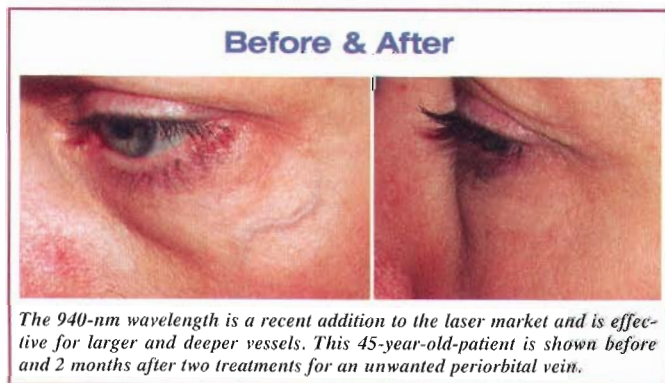 Before & After
The 940-nm wavelength is a recent addition to the laser market and is effec-
tive for larger and deeper vessels. This 45-year-old-patient is shown before
and 2 months after two treatments for an unwanted periorbital vein.